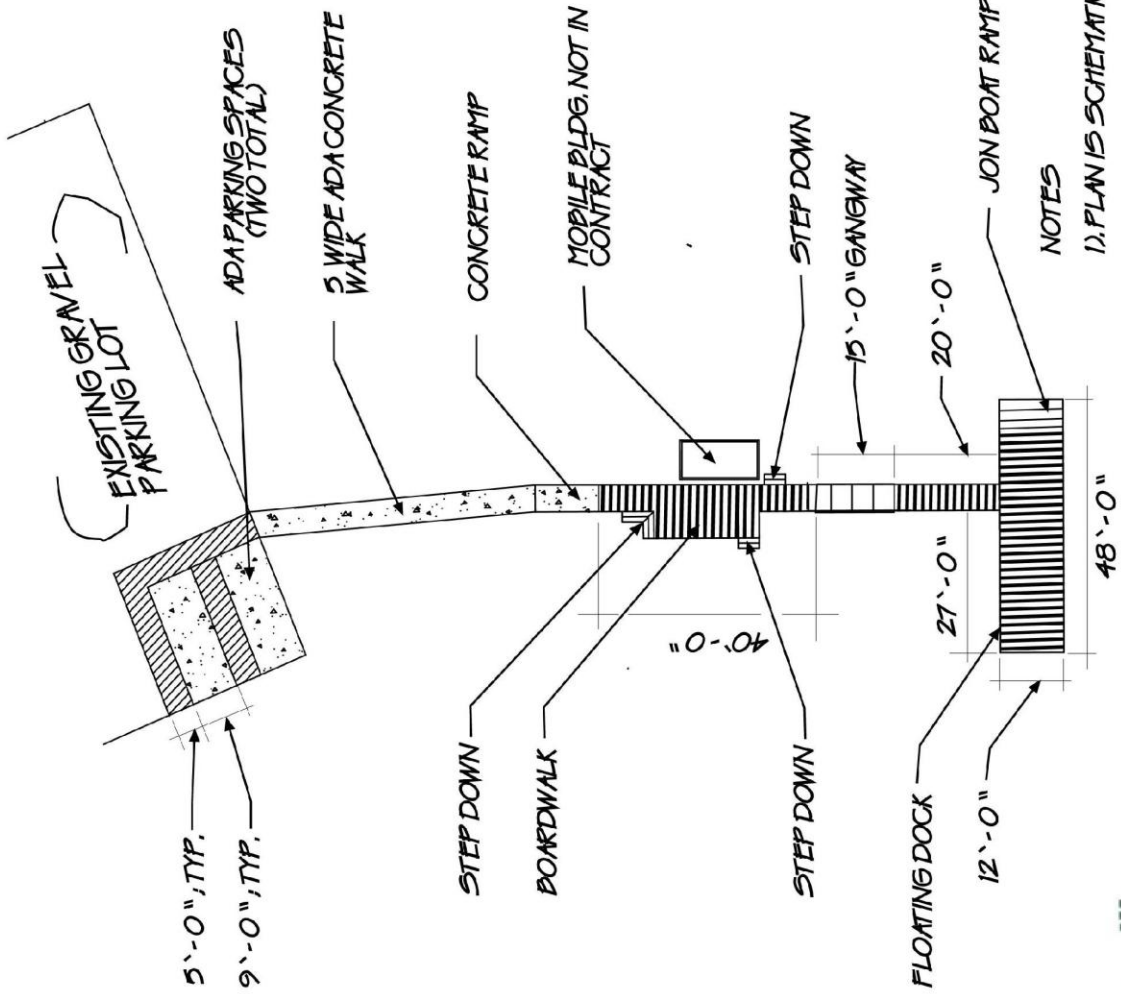 EXISTING GRAVEL
PARKING LOT
ADA PARKING SPACES
(TWO TOTAL)
5 WIDE ADA CONCRETE
WALK
CONCRETE RAMP
MOBILE BLDG. NOT IN
CONTRACT
STEP DOWN
15'-0" GANGWAY
20'-0"
JON BOAT RAMP
NOTES
1). PLAN IS SCHEMATI
5'-0"; TYP.
9'-0"; TYP.
STEP DOWN
BOARDWALK
40'-0"
STEP DOWN
27'-0"
FLOATING DOCK
12'-0"
48'-0"